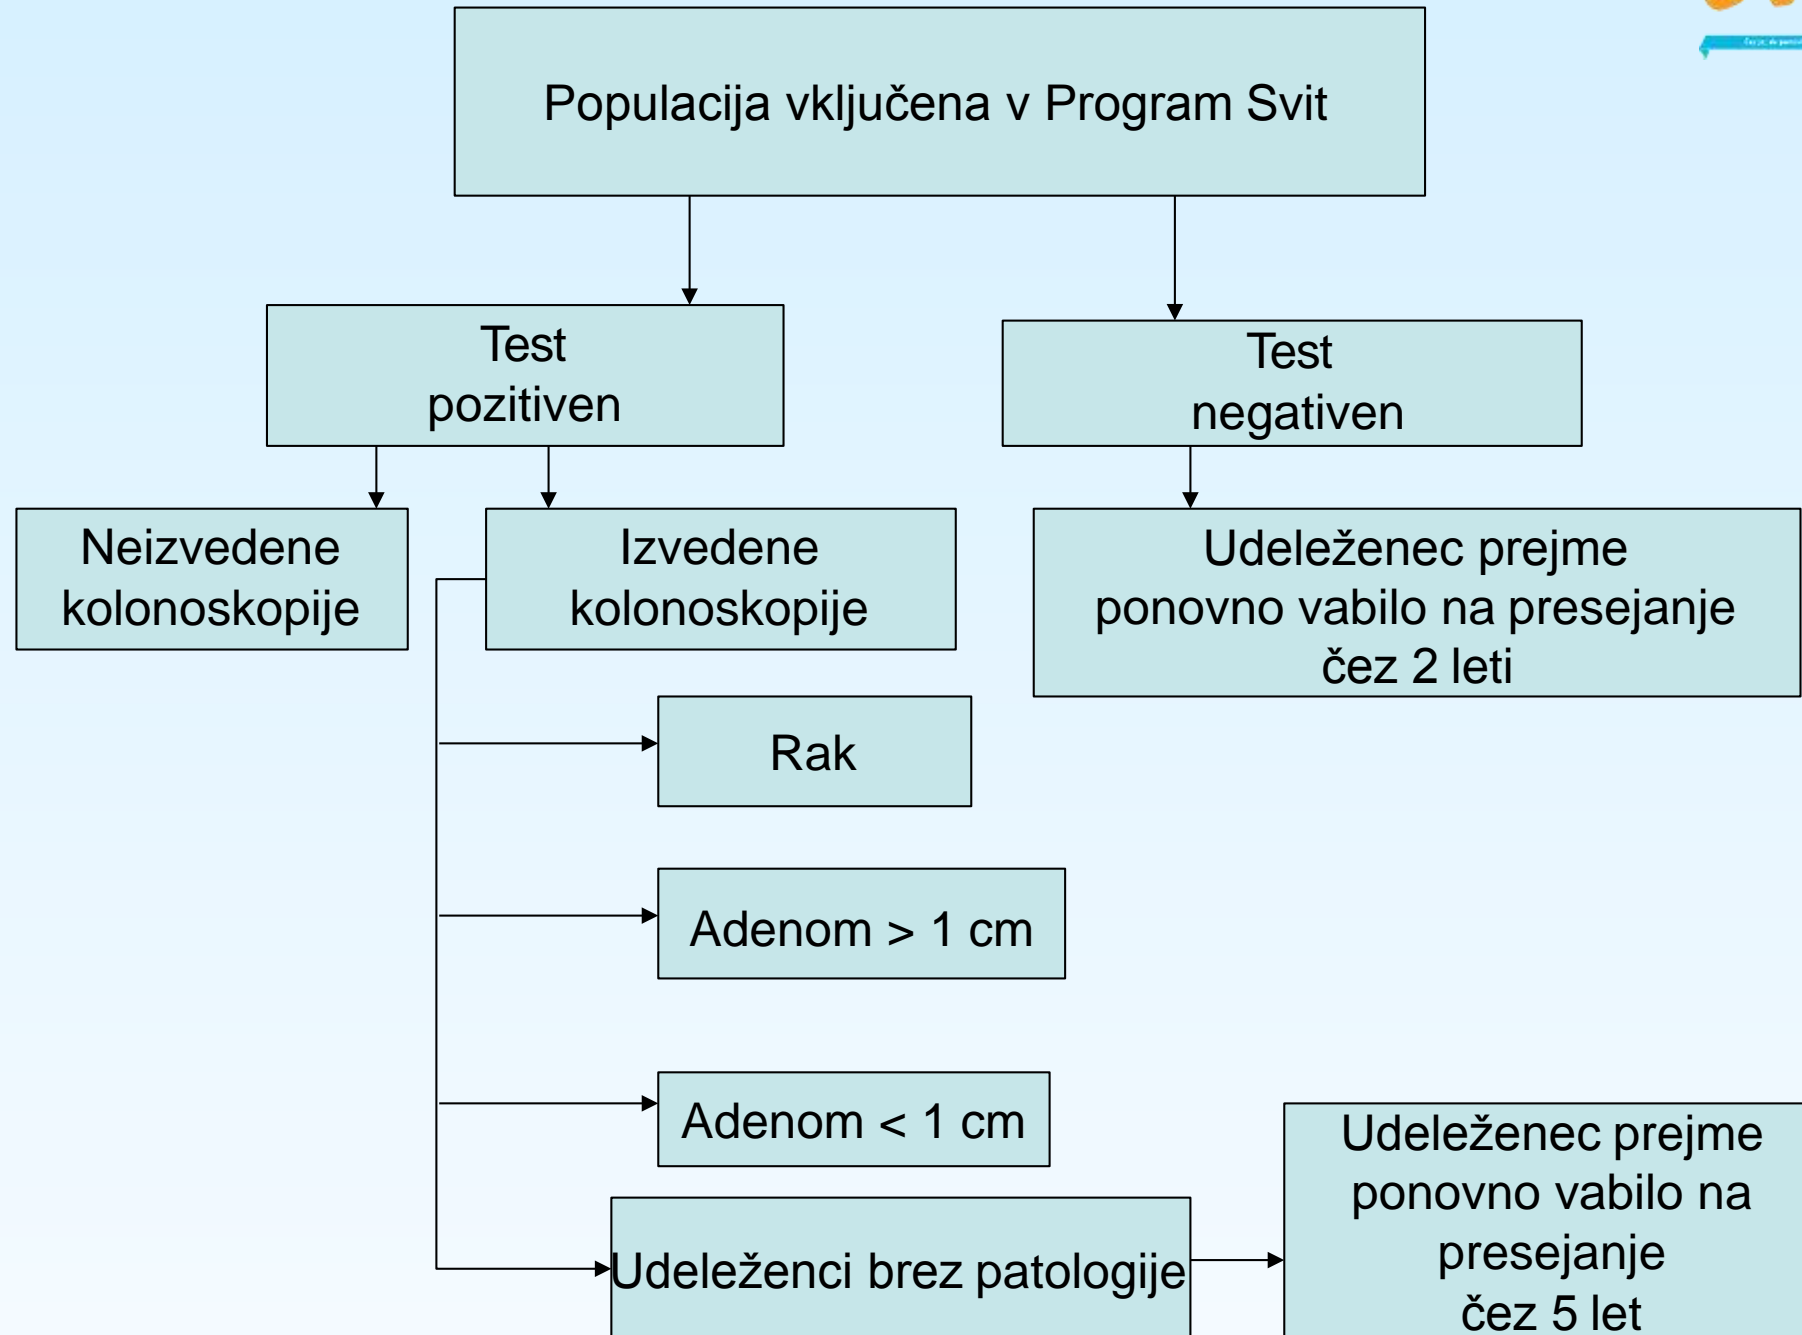 Populacija vključena v Program Svit
Test
pozitiven
Test
negativen
Neizvedene
kolonoskopije
Izvedene
kolonoskopije
Udeleženec prejme
ponovno vabilo na presejanje
čez 2 leti
Rak
Adenom > 1 cm
Adenom < 1 cm
Udeleženci brez patologije
Udeleženec prejme
ponovno vabilo na
presejanje
čez 5 let